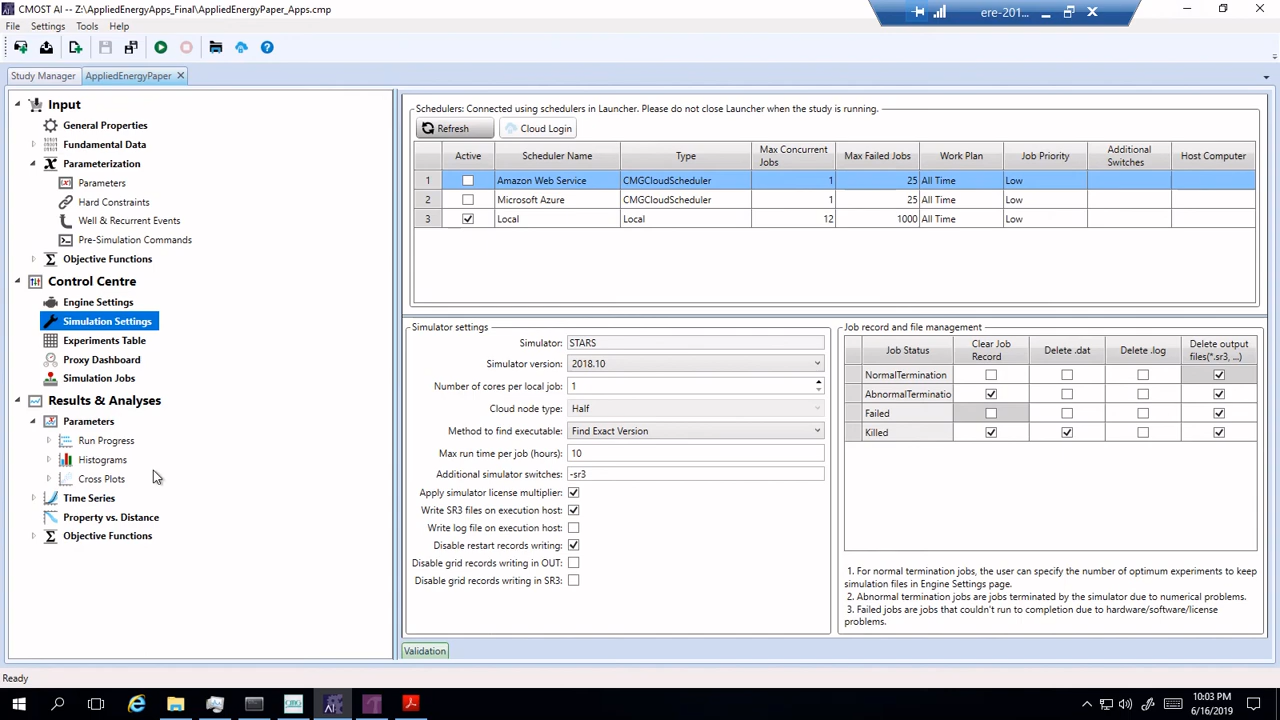 CMOST AI -- Z:\AppliedEnergyApps_Final\AppliedEnergyPaper_Apps.cmp
ere-201...
File Settings Tools Help
Study Manager AppliedEnergyPaper
Input
General Properties
Fundamental Data
Parameterization
Parameters
Hard Constraints
Well & Recurrent Events
Pre-Simulation Commands
Objective Functions
Control Centre
Engine Settings
Simulation Settings
Experiments Table
Proxy Dashboard
Simulation Jobs
Results & Analyses
Parameters
Run Progress
Histograms
Cross Plots
Time Series
Property vs. Distance
Objective Functions
Schedulers: Connected using schedulers in Launcher. Please do not close Launcher when the study is running.
Refresh Cloud Login
Active Scheduler Name Type Max Concurrent Jobs Max Failed Jobs Work Plan Job Priority Additional Switches Host Computer
1 Amazon Web Service CMGCloudScheduler 1 25 All Time Low
2 Microsoft Azure CMGCloudScheduler 1 25 All Time Low
3 Local Local 12 1000 All Time Low
Simulator settings
Simulator: STARS
Simulator version: 2018.10
Number of cores per local job: 1
Cloud node type: Half
Method to find executable: Find Exact Version
Max run time per job (hours): 10
Additional simulator switches: -sr3
Apply simulator license multiplier:
Write SR3 files on execution host:
Write log file on execution host:
Disable restart records writing:
Disable grid records writing in OUT:
Disable grid records writing in SR3:
Job record and file management
Job Status Clear Job Record Delete .dat Delete .log Delete output files(*.sr3, ...)
NormalTermination
AbnormalTerminatio
Failed
Killed
1. For normal termination jobs, the user can specify the number of optimum experiments to keep
simulation files in Engine Settings page.
2. Abnormal termination jobs are jobs terminated by the simulator due to numerical problems.
3. Failed jobs are jobs that couldn't run to completion due to hardware/software/license
problems.
Validation
Ready
10:03 PM
6/16/2019